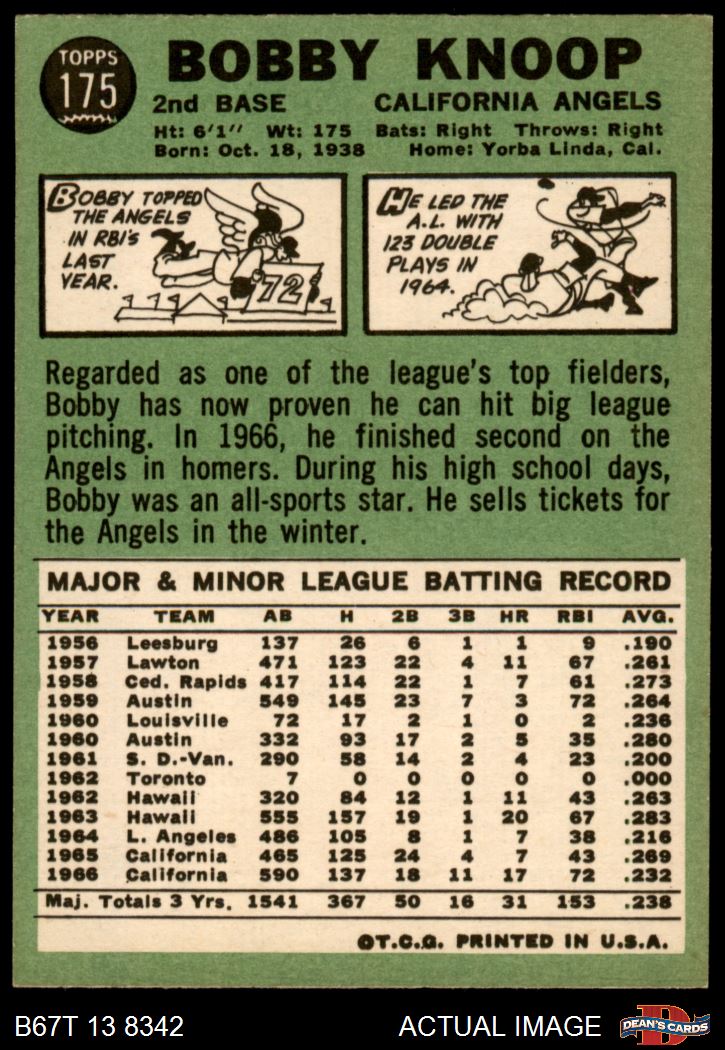 TOPPS
175
BOBBY KNOOP
2nd BASE CALIFORNIA ANGELS
Ht: 6'1" Wt: 175 Bats: Right Throws: Right
Born: Oct. 18, 1938 Home: Yorba Linda, Cal.
BOBBY TOPPED
THE ANGELS
IN RBI'S
LAST
YEAR.
72
HE LED THE
A.L. WITH
123 DOUBLE
PLAYS IN
1964.
Regarded as one of the league's top fielders,
Bobby has now proven he can hit big league
pitching. In 1966, he finished second on the
Angels in homers. During his high school days,
Bobby was an all-sports star. He sells tickets for
the Angels in the winter.
MAJOR & MINOR LEAGUE BATTING RECORD
YEAR TEAM AB H 2B 3B HR RBI AVG.
1956 Leesburg 137 26 6 1 1 9 .190
1957 Lawton 471 123 22 4 11 67 .261
1958 Ced. Rapids 417 114 22 1 7 61 .273
1959 Austin 549 145 23 7 3 72 .264
1960 Louisville 72 17 2 1 0 2 .236
1960 Austin 332 93 17 2 5 35 .280
1961 S. D.-Van. 290 58 14 2 4 23 .200
1962 Toronto 7 0 0 0 0 0 .000
1962 Hawaii 320 84 12 1 11 43 .263
1963 Hawaii 555 157 19 1 20 67 .283
1964 L. Angeles 486 105 8 1 7 38 .216
1965 California 465 125 24 4 7 43 .269
1966 California 590 137 18 11 17 72 .232
Maj. Totals 3 Yrs. 1541 367 50 16 31 153 .238
©T.C.G. PRINTED IN U.S.A.
B67T 13 8342 ACTUAL IMAGE D DEAN'S CARDS